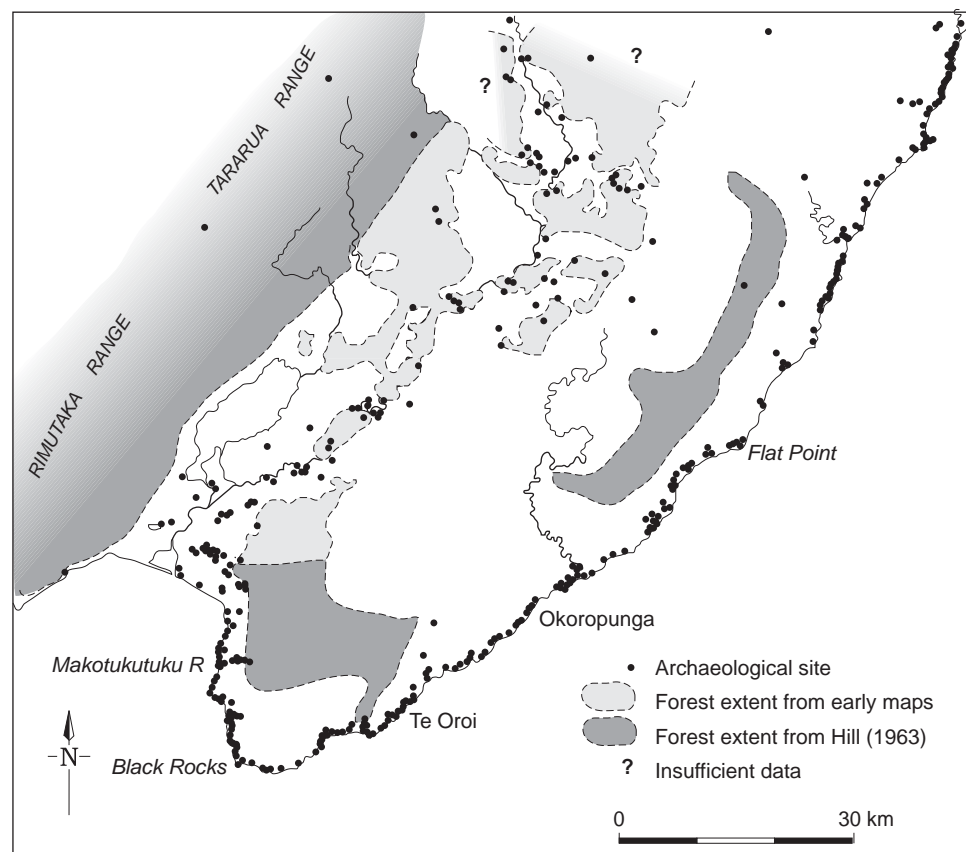 ?
?
TARARUA RANGE
RIMUTAKA RANGE
Flat Point
Okoropunga
Makotukutuku R
Te Oroi
Black Rocks
N
Archaeological site
Forest extent from early maps
Forest extent from Hill (1963)
? Insufficient data
0 30 km